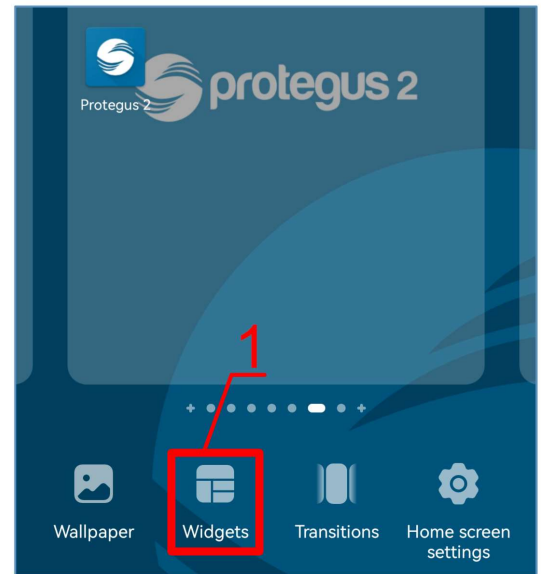 protegus 2
Protegus 2
1
Wallpaper
Widgets
Transitions
Home screen
settings